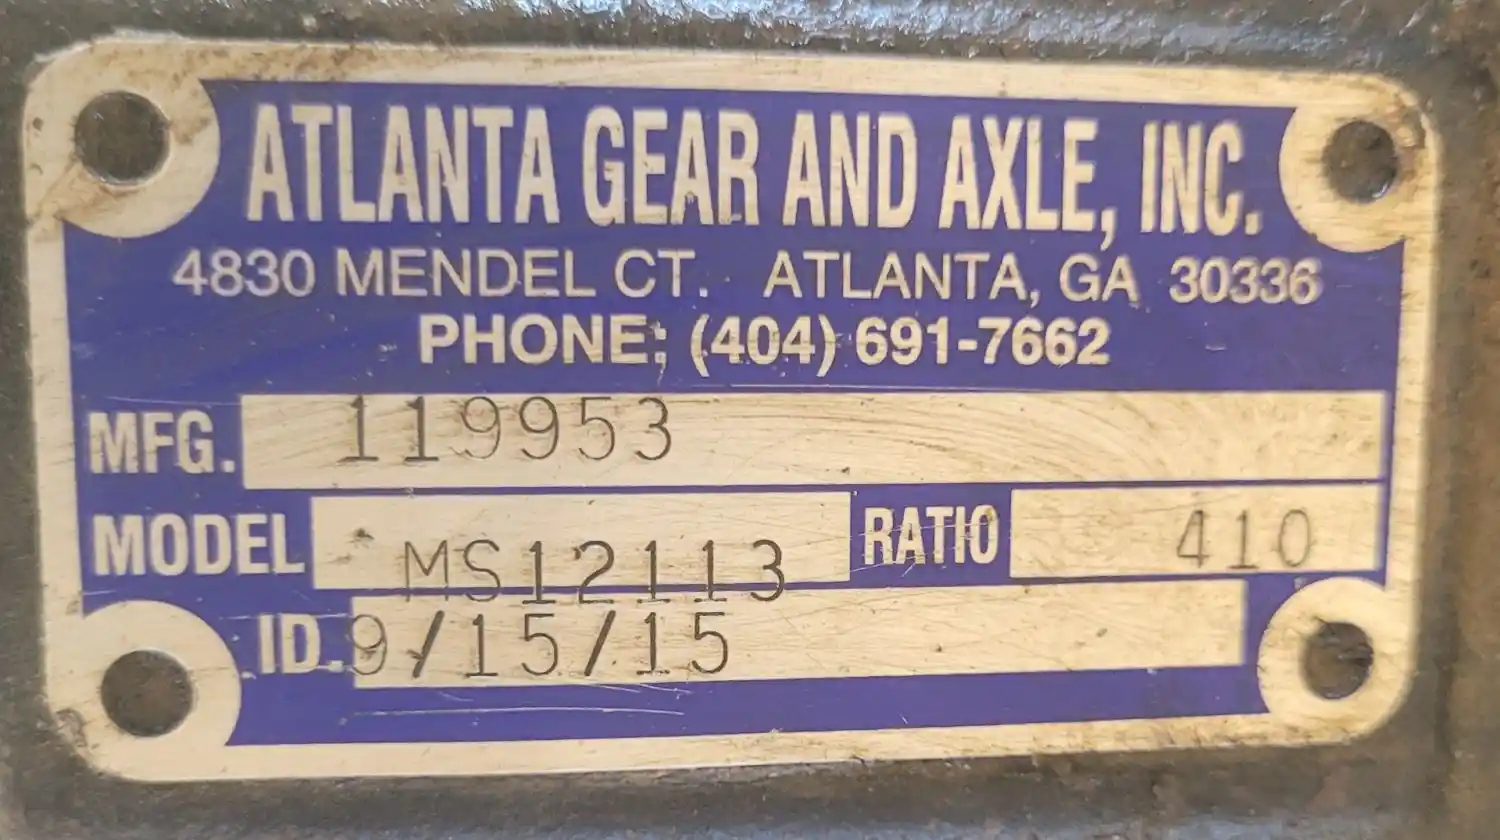 ATLANTA GEAR AND AXLE, INC.
4830 MENDEL CT. ATLANTA, GA 30336
PHONE: (404) 691-7662
MFG. 119953
MODEL MS12113 RATIO 410
ID. 9/15/15